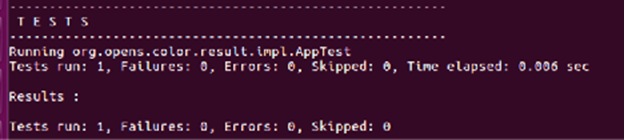 -------------------------------------------------------
T E S T S
-------------------------------------------------------
Running org.opens.color.result.impl.AppTest
Tests run: 1, Failures: 0, Errors: 0, Skipped: 0, Time elapsed: 0.006 sec
Results :
Tests run: 1, Failures: 0, Errors: 0, Skipped: 0